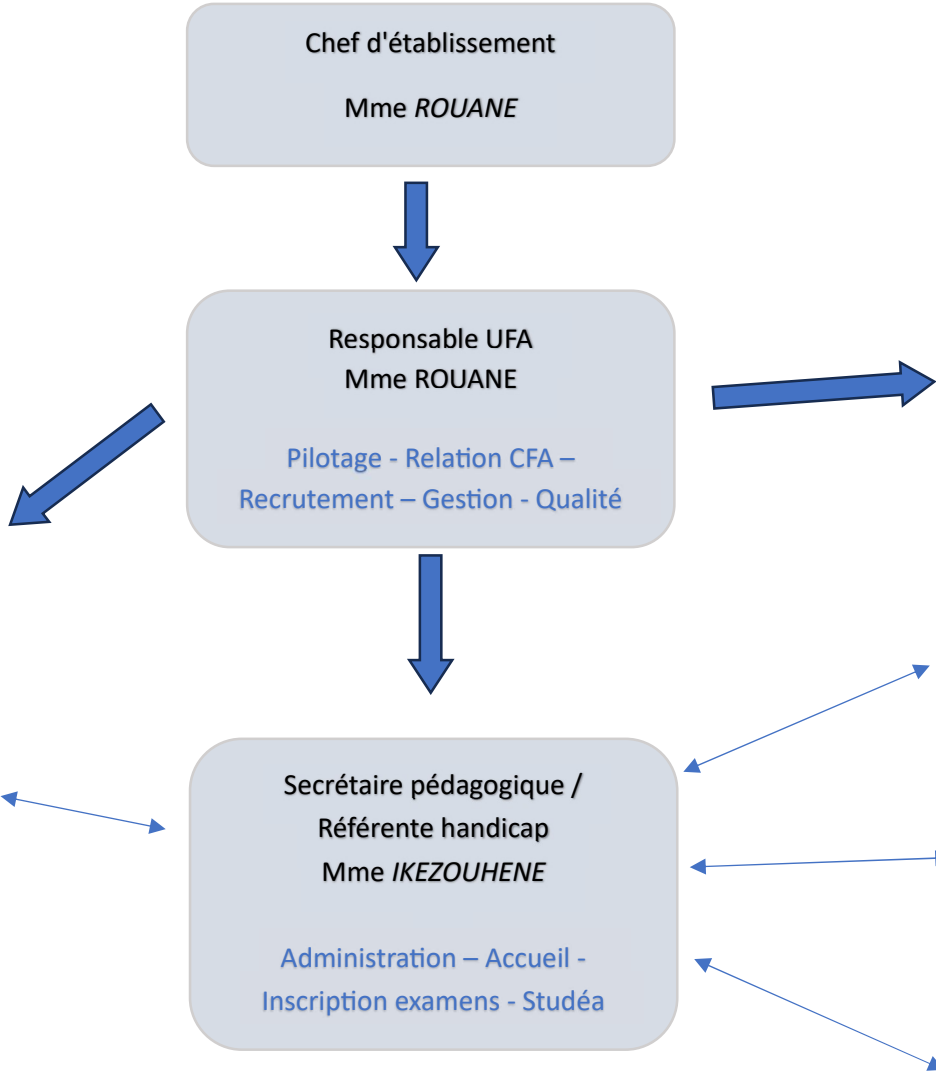 Chef d'établissement
Mme ROUANE
Responsable UFA
Mme ROUANE
Pilotage - Relation CFA –
Recrutement – Gestion - Qualité
Secrétaire pédagogique /
Référente handicap
Mme IKEZOUHENE
Administration – Accueil -
Inscription examens - Studéa